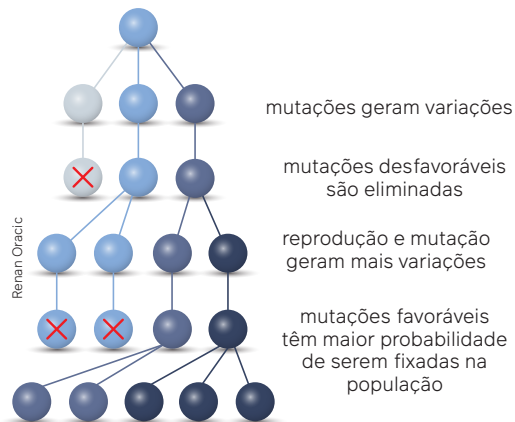 mutações geram variações
mutações desfavoráveis
são eliminadas
Renan Oracic
reprodução e mutação
geram mais variações
mutações favoráveis
têm maior probabilidade
de serem fixadas na
população